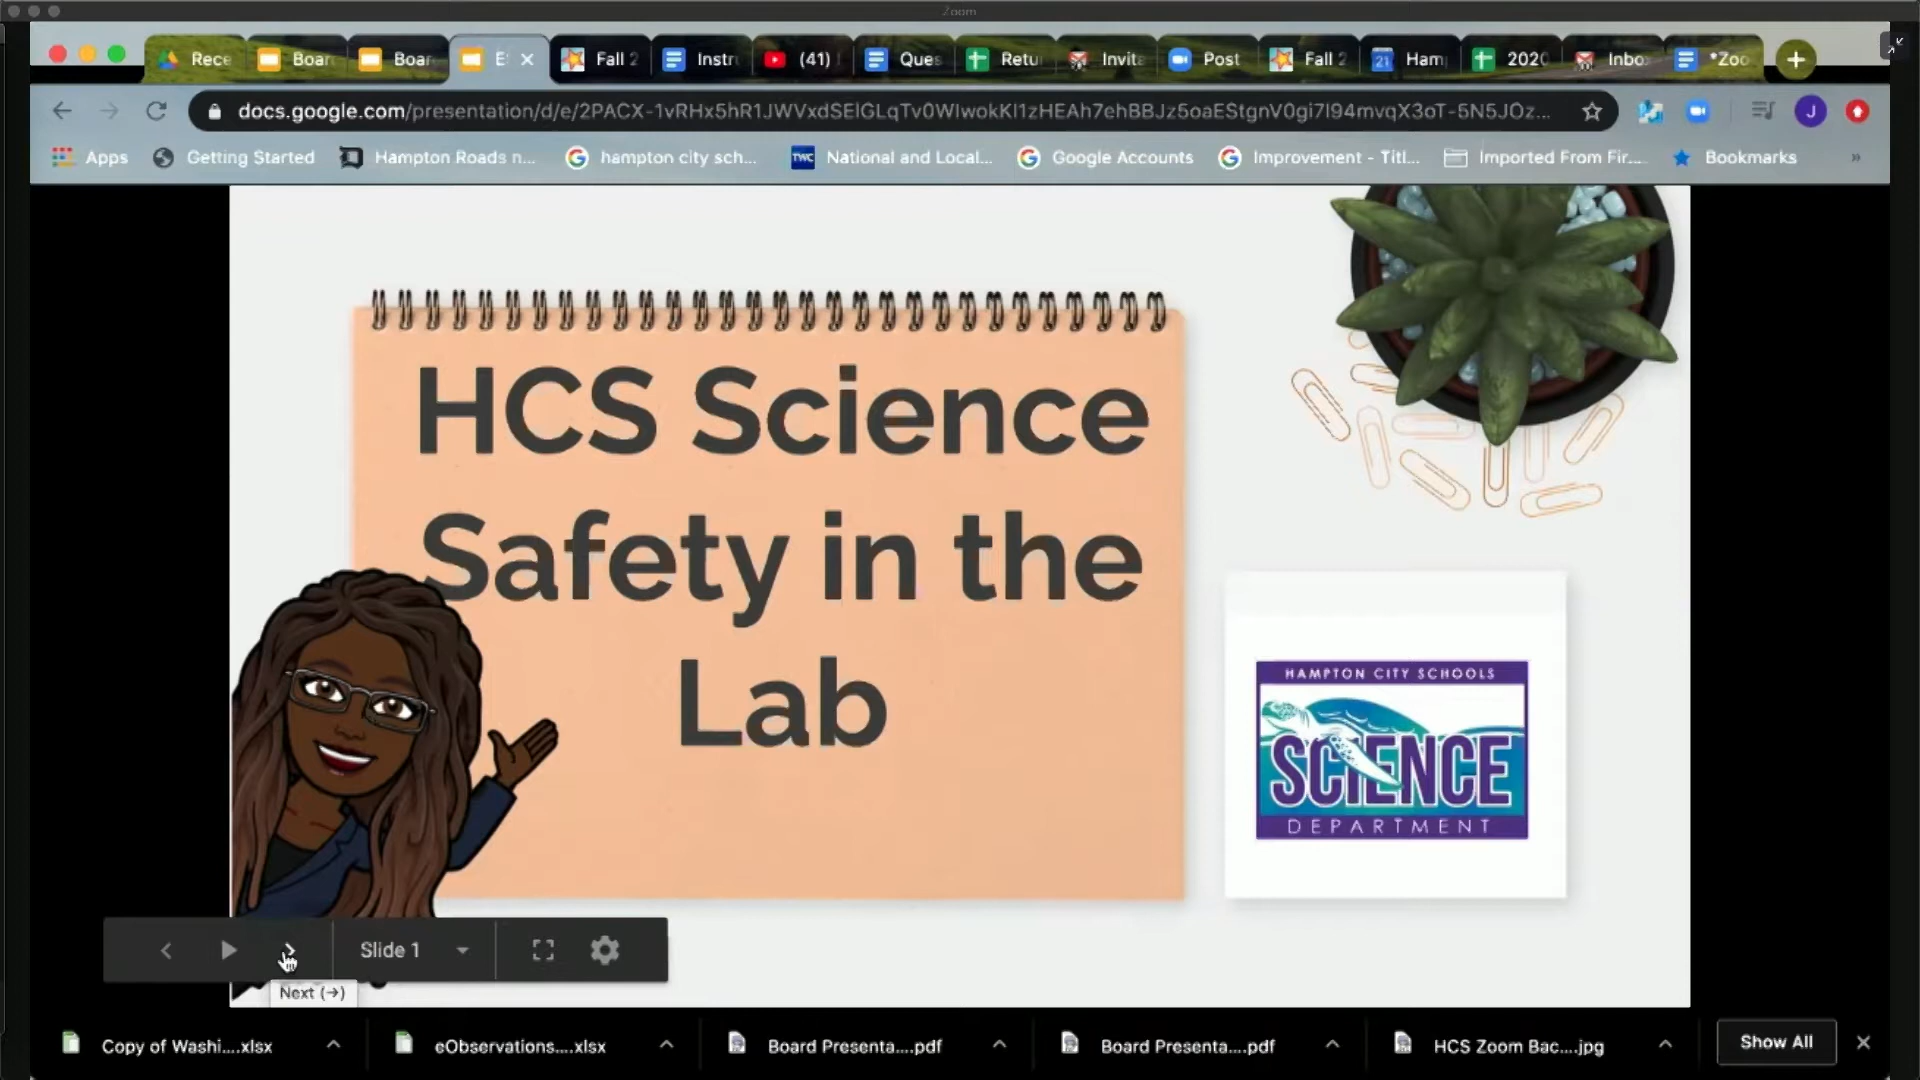 Zoom
Rece
Boar
Boar
E
Fall 2
Instr
(41)
Ques
Retu
Invit
Post
Fall 2
Ham
2020
Inbo
*Zoo
docs.google.com/presentation/d/e/2PACX-1vRHx5hR1JWVxdSEIGLqTv0WIwokKI1zHEAh7ehBBJz5oaEStgnV0gi7I94mvqX3oT-5N5JOz...
J
Apps
Getting Started
Hampton Roads n...
hampton city sch...
TWC
National and Local...
Google Accounts
Improvement - Titl...
Imported From Fir...
Bookmarks
»
HCS Science
Safety in the
Lab
HAMPTON CITY SCHOOLS
SCIENCE
DEPARTMENT
Slide 1
Next (→)
Copy of Washi....xlsx
eObservations....xlsx
Board Presenta....pdf
Board Presenta....pdf
HCS Zoom Bac....jpg
Show All